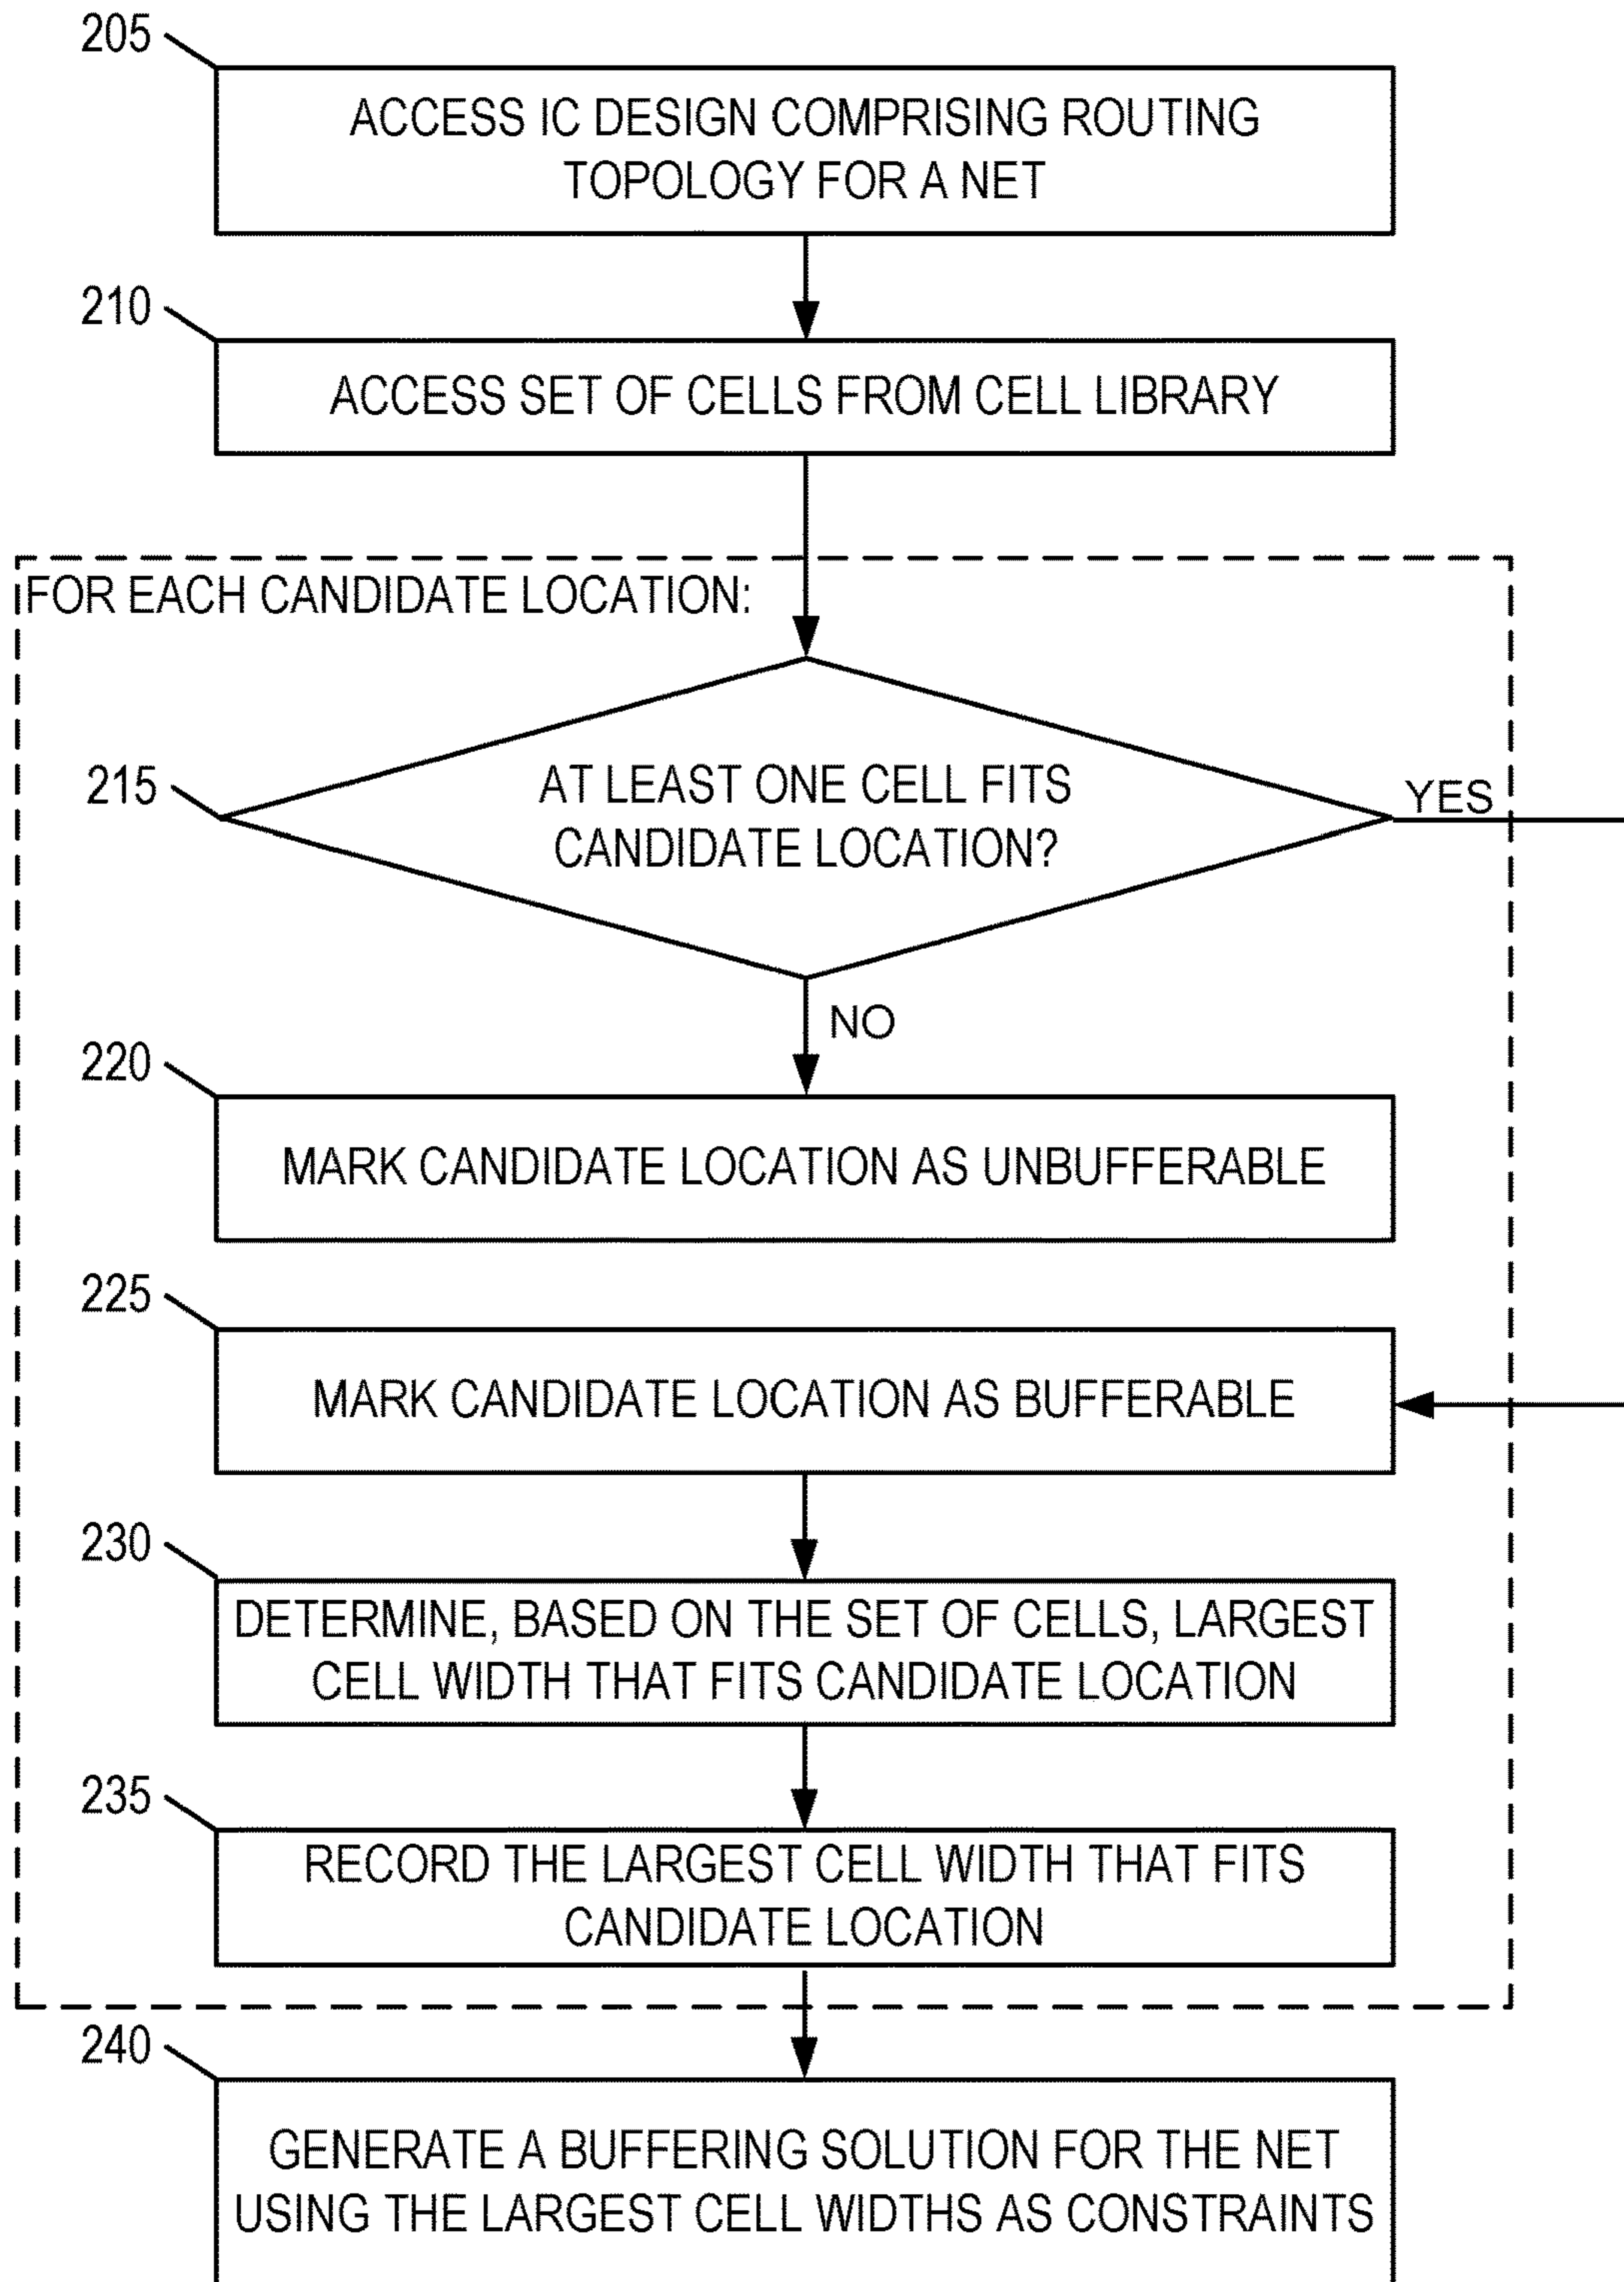 205
ACCESS IC DESIGN COMPRISING ROUTING
TOPOLOGY FOR A NET
210
ACCESS SET OF CELLS FROM CELL LIBRARY
FOR EACH CANDIDATE LOCATION:
215
AT LEAST ONE CELL FITS
CANDIDATE LOCATION?
YES
NO
220
MARK CANDIDATE LOCATION AS UNBUFFERABLE
225
MARK CANDIDATE LOCATION AS BUFFERABLE
230
DETERMINE, BASED ON THE SET OF CELLS, LARGEST
CELL WIDTH THAT FITS CANDIDATE LOCATION
235
RECORD THE LARGEST CELL WIDTH THAT FITS
CANDIDATE LOCATION
240
GENERATE A BUFFERING SOLUTION FOR THE NET
USING THE LARGEST CELL WIDTHS AS CONSTRAINTS